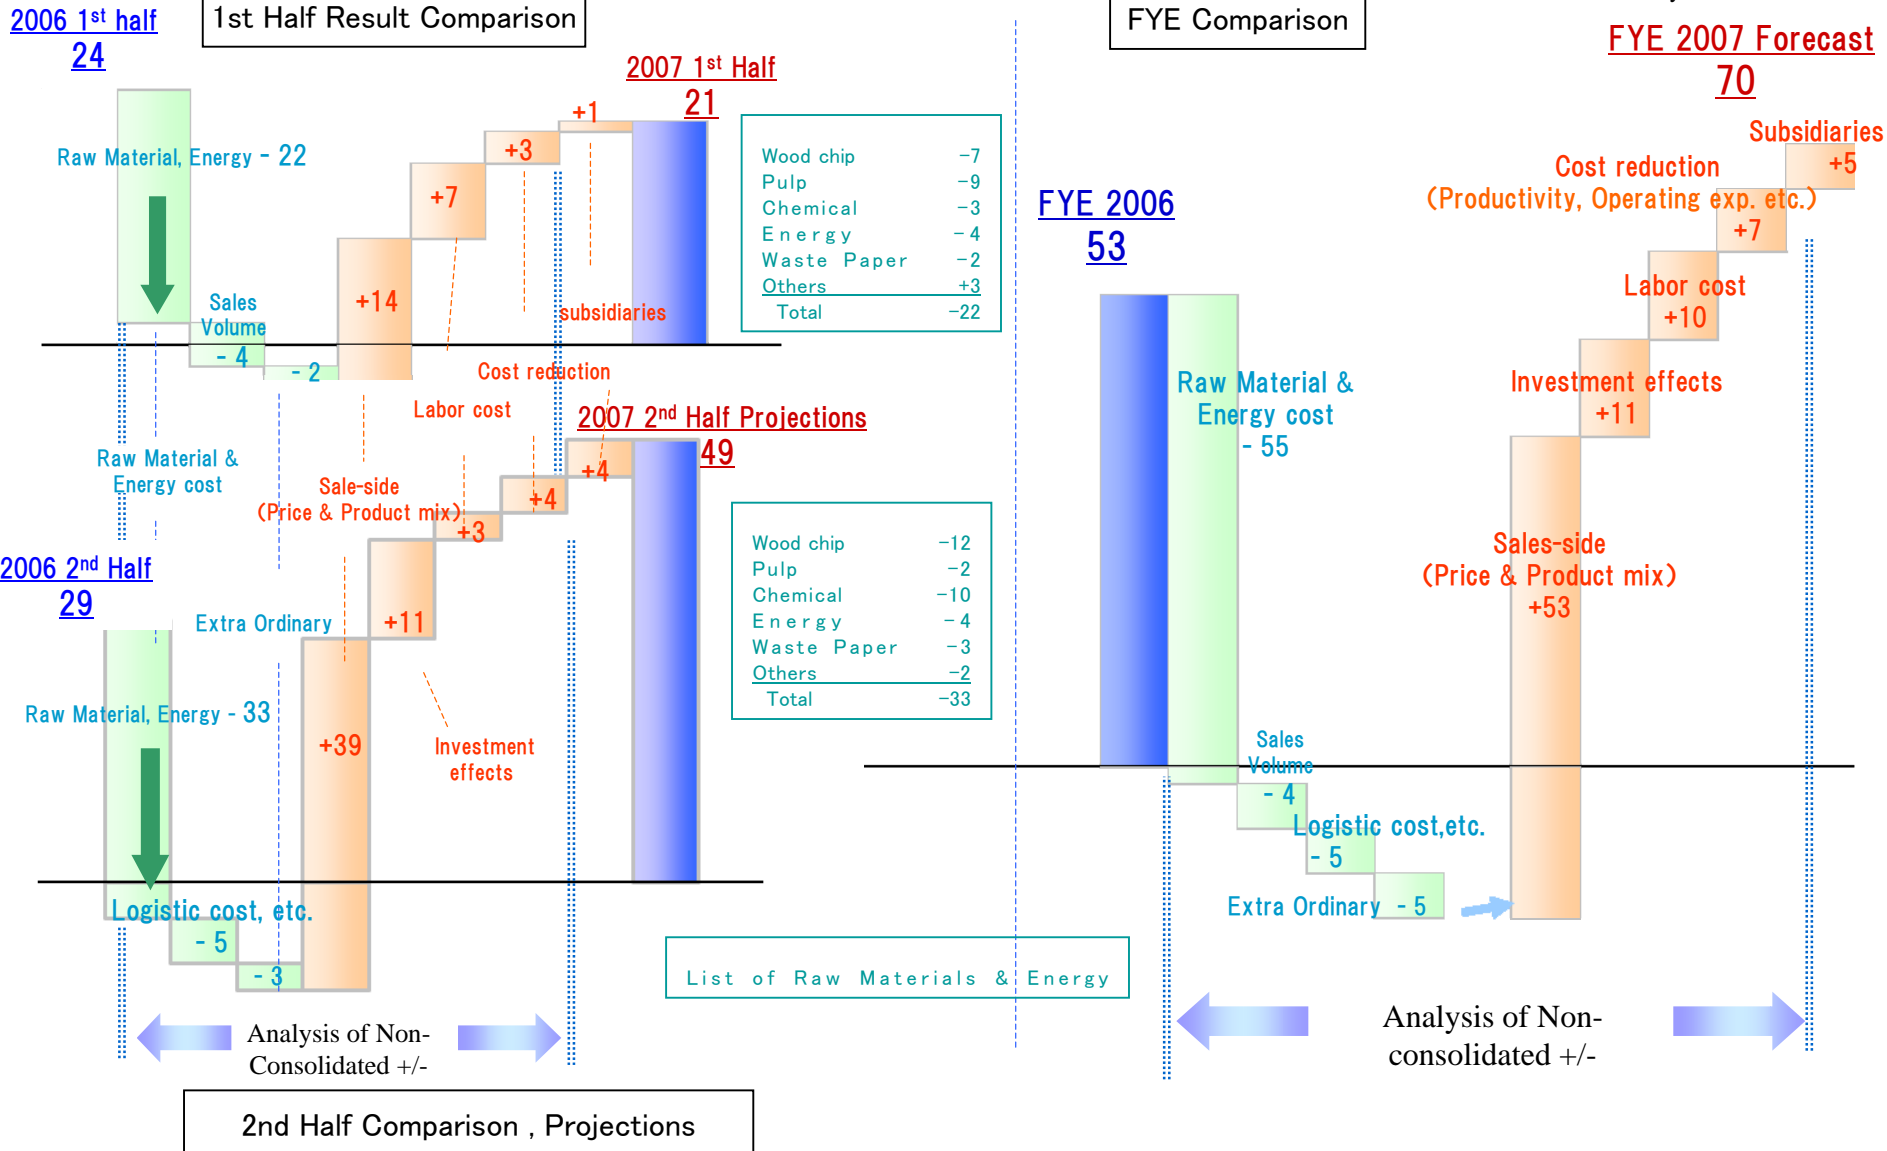 1st Half Result Comparison
2006 1st half
24
2007 1st Half
21
Raw Material, Energy - 22
Sales
Volume
- 4
- 2
+14
+7
+3
+1
subsidiaries
Cost reduction
Labor cost
Raw Material &
Energy cost
Sale-side
(Price & Product mix)
Wood chip -7
Pulp -9
Chemical -3
Energy -4
Waste Paper -2
Others +3
Total -22
2007 2nd Half Projections
49
2006 2nd Half
29
Extra Ordinary
Raw Material, Energy - 33
Logistic cost, etc.
- 5
- 3
+39
+11
+3
+4
+4
Investment
effects
Wood chip -12
Pulp -2
Chemical -10
Energy -4
Waste Paper -3
Others -2
Total -33
List of Raw Materials & Energy
Analysis of Non-
Consolidated +/-
2nd Half Comparison , Projections
FYE Comparison
FYE 2007 Forecast
70
Subsidiaries
+5
Cost reduction
(Productivity, Operating exp. etc.)
+7
FYE 2006
53
Labor cost
+10
Investment effects
+11
Raw Material &
Energy cost
- 55
Sales-side
(Price & Product mix)
+53
Sales
Volume
- 4
Logistic cost,etc.
- 5
Extra Ordinary - 5
Analysis of Non-
consolidated +/-